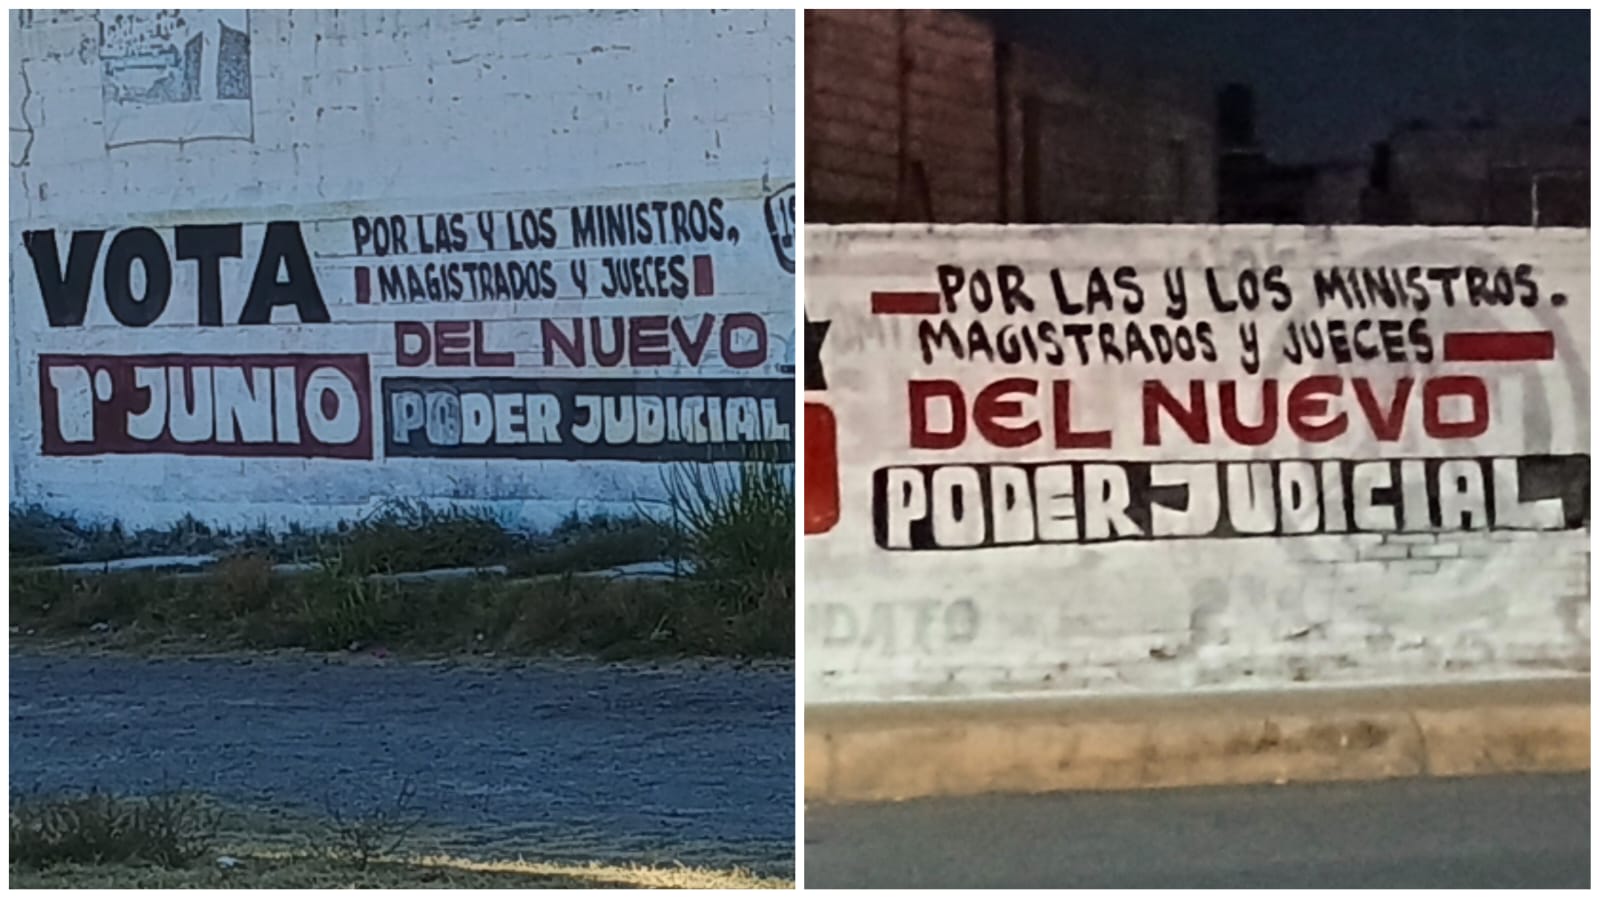 VOTA
POR LAS Y LOS MINISTROS,
MAGISTRADOS Y JUECES
DEL NUEVO
1º JUNIO
PODER JUDICIAL
POR LAS y LOS MINISTROS.
MAGISTRADOS y JUECES
DEL NUEVO
PODER JUDICIAL